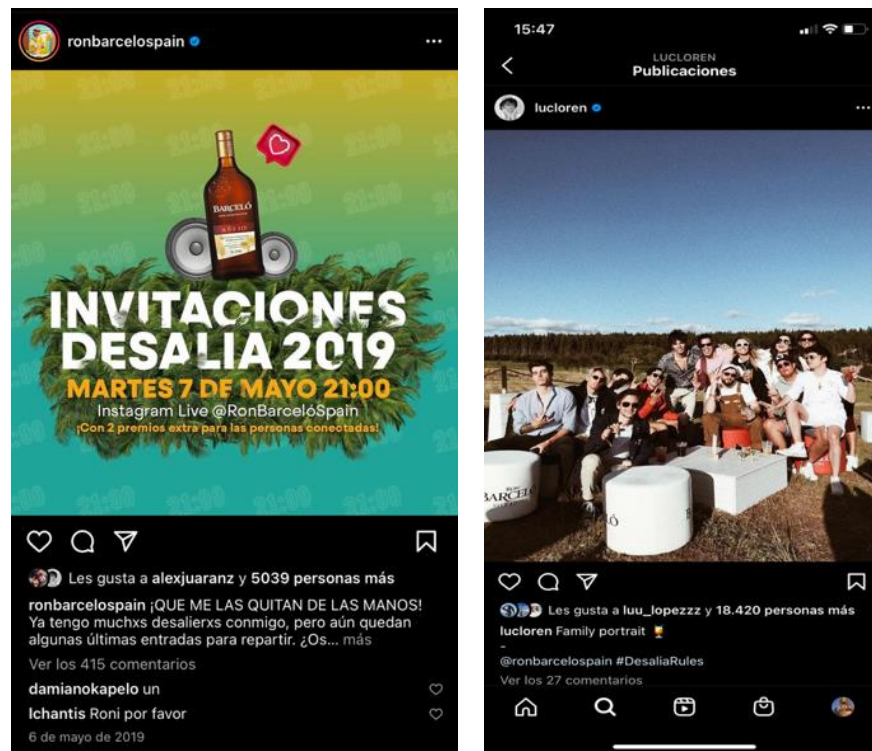 ronbarcelospain
BARCELÓ
AÑEJO
INVITACIONES
DESALIA 2019
MARTES 7 DE MAYO 21:00
Instagram Live @RonBarcelóSpain
¡Con 2 premios extra para las personas conectadas!
Les gusta a alexjuaranz y 5039 personas más
ronbarcelospain ¡QUE ME LAS QUITAN DE LAS MANOS!
Ya tengo muchxs desalierxs conmigo, pero aún quedan
algunas últimas entradas para repartir. ¿Os... más
Ver los 415 comentarios
damianokapelo un
lchantis Roni por favor
6 de mayo de 2019
15:47
LUCLOREN
Publicaciones
lucloren
BARCEL
Les gusta a luu_lopezzz y 18.420 personas más
lucloren Family portrait
-
@ronbarcelospain #DesaliaRules
Ver los 27 comentarios